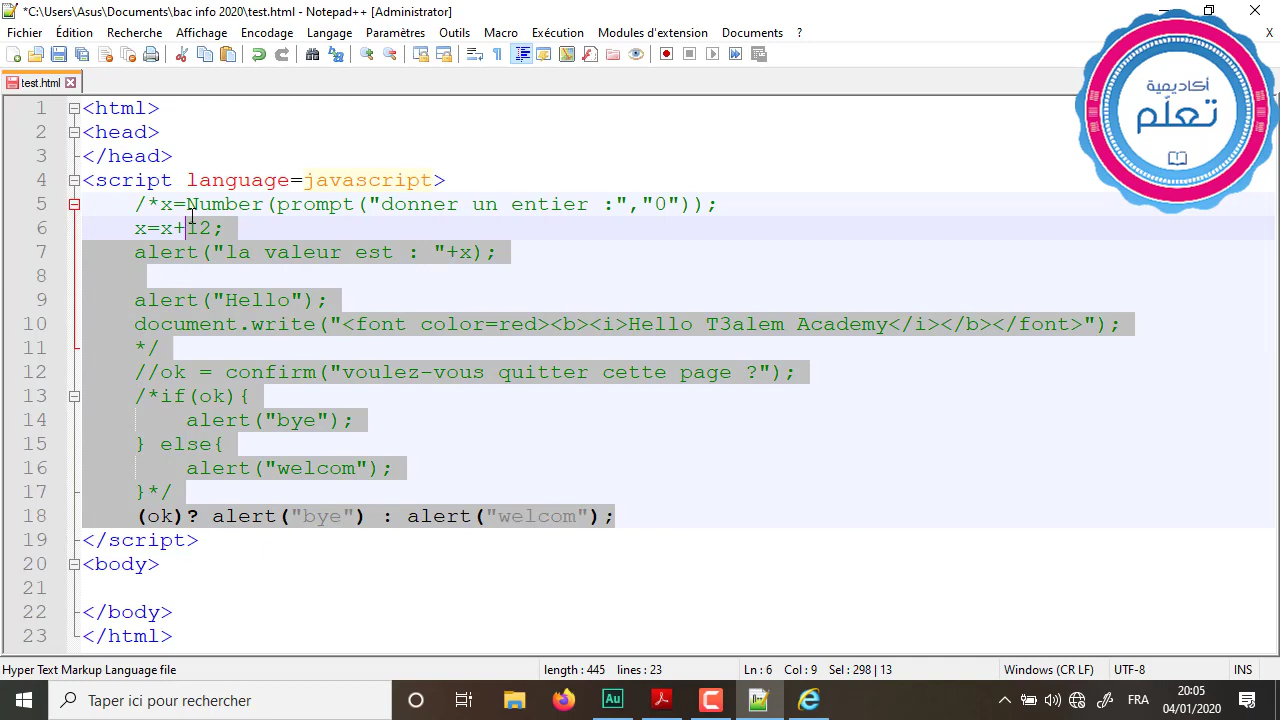 *C:\Users\Asus\Documents\bac info 2020\test.html - Notepad++ [Administrator]
Fichier Édition Recherche Affichage Encodage Langage Paramètres Outils Macro Exécution Modules d'extension Documents ? X
test.html
أكاديمية
تعلّم
1 <html>
2 <head>
3 </head>
4 <script language=javascript>
5 /*x=Number(prompt("donner un entier :","0"));
6 x=x+12;
7 alert("la valeur est : "+x);
8
9 alert("Hello");
10 document.write("<font color=red><b><i>Hello T3alem Academy</i></b></font>");
11 */
12 //ok = confirm("voulez-vous quitter cette page ?");
13 /*if(ok){
14 alert("bye");
15 } else{
16 alert("welcom");
17 }*/
18 (ok)? alert("bye") : alert("welcom");
19 </script>
20 <body>
21
22 </body>
23 </html>
Hyper Text Markup Language file length : 445 lines : 23 Ln : 6 Col : 9 Sel : 298 | 13 Windows (CR LF) UTF-8 INS
Taper ici pour rechercher Au FRA 20:05
04/01/2020